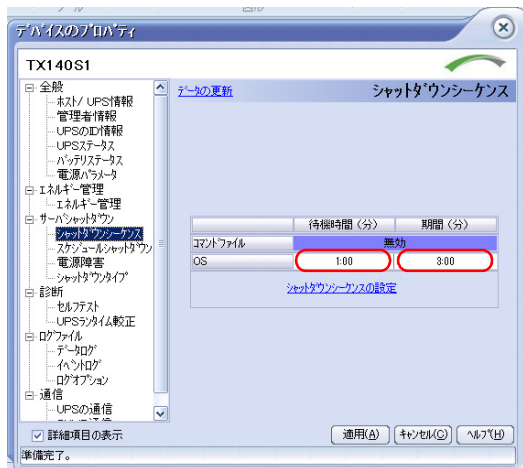 デバイスのプロパティ
TX140S1
全般
ホスト/ UPS情報
管理者情報
UPSのID情報
UPSステータス
バッテリステータス
電源パラメータ
エネルギー管理
エネルギー管理
サーバシャットダウン
シャットダウンシーケンス
スケジュールシャットダウン
電源障害
シャットダウンタイプ
診断
セルフテスト
UPSランタイム較正
ログファイル
データログ
イベントログ
ログオプション
通信
UPSの通信
詳細項目の表示
データの更新
シャットダウンシーケンス
待機時間（分） 期間（分）
コマンドファイル 無効
OS 1:00 3:00
シャットダウンシーケンスの設定
適用(A) キャンセル(C) ヘルプ(H)
準備完了。